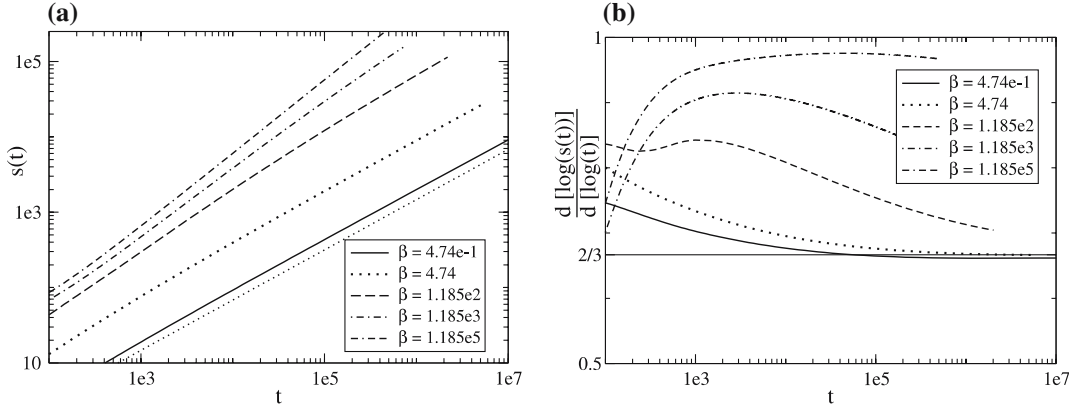 (a)
1e5
1e3
10
s(t)
1e3
1e5
1e7
t
β = 4.74e-1
β = 4.74
β = 1.185e2
β = 1.185e3
β = 1.185e5
(b)
1
2/3
0.5
d [log(s(t))]
d [log(t)]
1e3
1e5
1e7
t
β = 4.74e-1
β = 4.74
β = 1.185e2
β = 1.185e3
β = 1.185e5